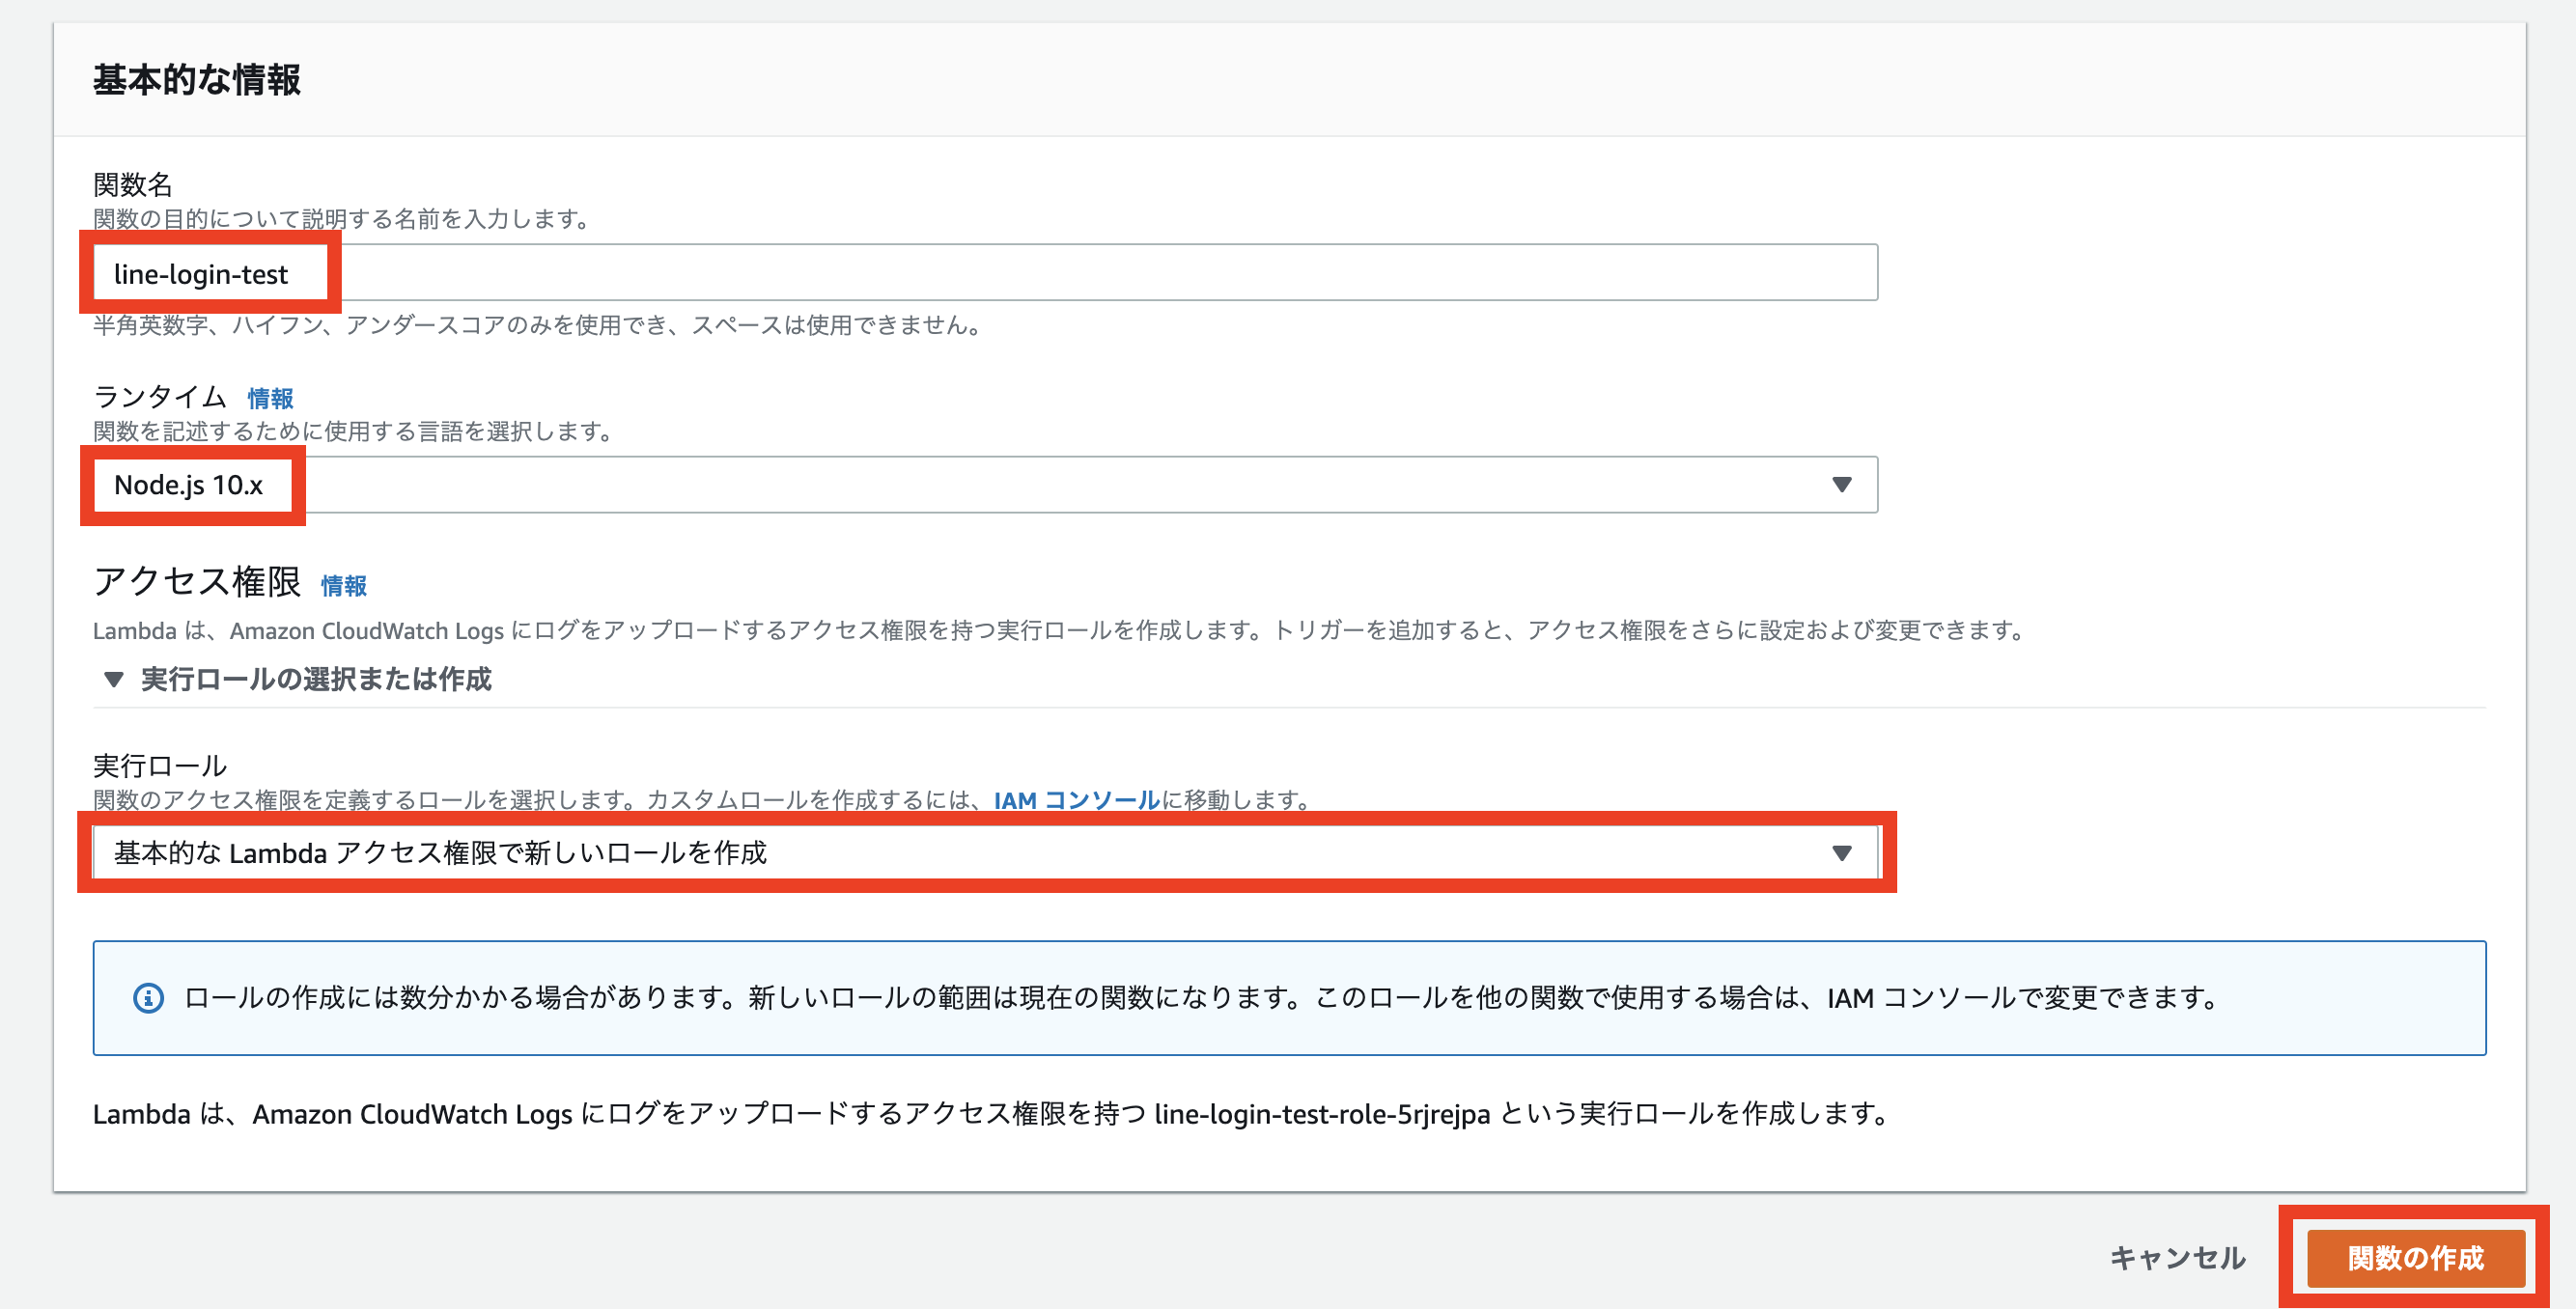 基本的な情報
関数名
関数の目的について説明する名前を入力します。
line-login-test
半角英数字、ハイフン、アンダースコアのみを使用でき、スペースは使用できません。
ランタイム 情報
関数を記述するために使用する言語を選択します。
Node.js 10.x
アクセス権限 情報
Lambda は、Amazon CloudWatch Logs にログをアップロードするアクセス権限を持つ実行ロールを作成します。トリガーを追加すると、アクセス権限をさらに設定および変更できます。
▼ 実行ロールの選択または作成
実行ロール
関数のアクセス権限を定義するロールを選択します。カスタムロールを作成するには、IAM コンソールに移動します。
基本的な Lambda アクセス権限で新しいロールを作成
ロールの作成には数分かかる場合があります。新しいロールの範囲は現在の関数になります。このロールを他の関数で使用する場合は、IAM コンソールで変更できます。
Lambda は、Amazon CloudWatch Logs にログをアップロードするアクセス権限を持つ line-login-test-role-5rjrejpa という実行ロールを作成します。
キャンセル 関数の作成